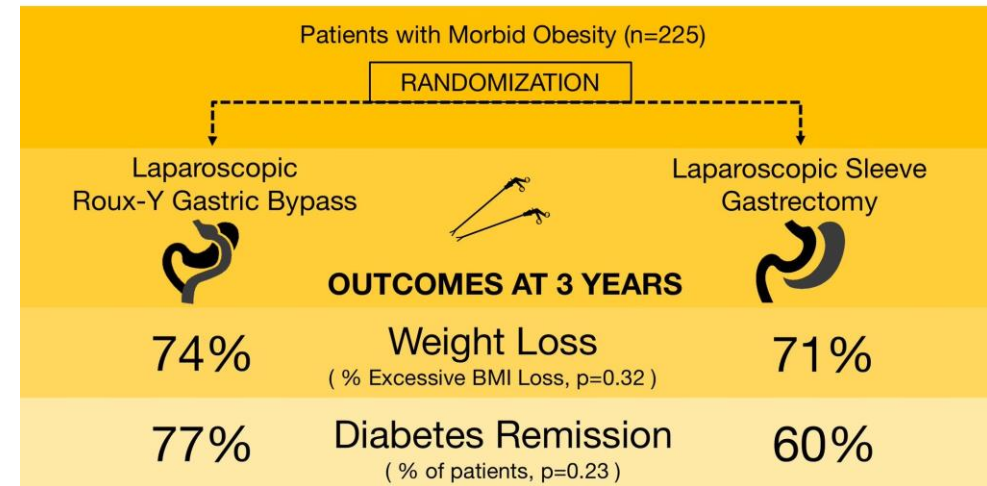 Patients with Morbid Obesity (n=225)
RANDOMIZATION
Laparoscopic
Roux-Y Gastric Bypass
Laparoscopic Sleeve
Gastrectomy
OUTCOMES AT 3 YEARS
74%
Weight Loss
( % Excessive BMI Loss, p=0.32 )
71%
77%
Diabetes Remission
( % of patients, p=0.23 )
60%